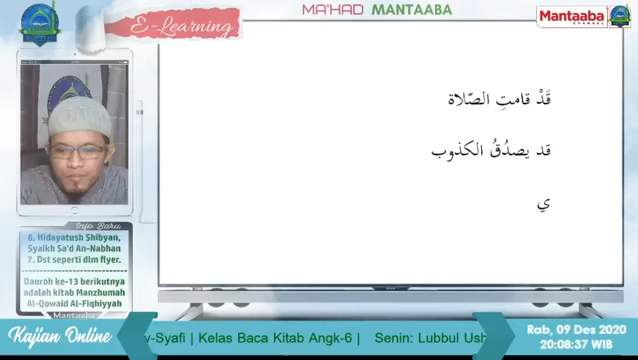 MA'HAD MANTAABA
E-Learning
Mantaaba
CHANNEL
قَدْ قامتِ الصّلاة
قد يصدُقُ الكذوب
ي
Info Baru
6. Hidayatush Shibyan,
Syaikh Sa'd An-Nabhan
7. Dst seperti dlm flyer.
Dauroh ke-13 berikutnya
adalah kitab Manzhumah
Al-Qowaid Al-Fiqhiyyah
Mantaaba
Kajian Online
y-Syafi | Kelas Baca Kitab Angk-6 | Senin: Lubbul Ush
Rab, 09 Des 2020
20:08:37 WIB